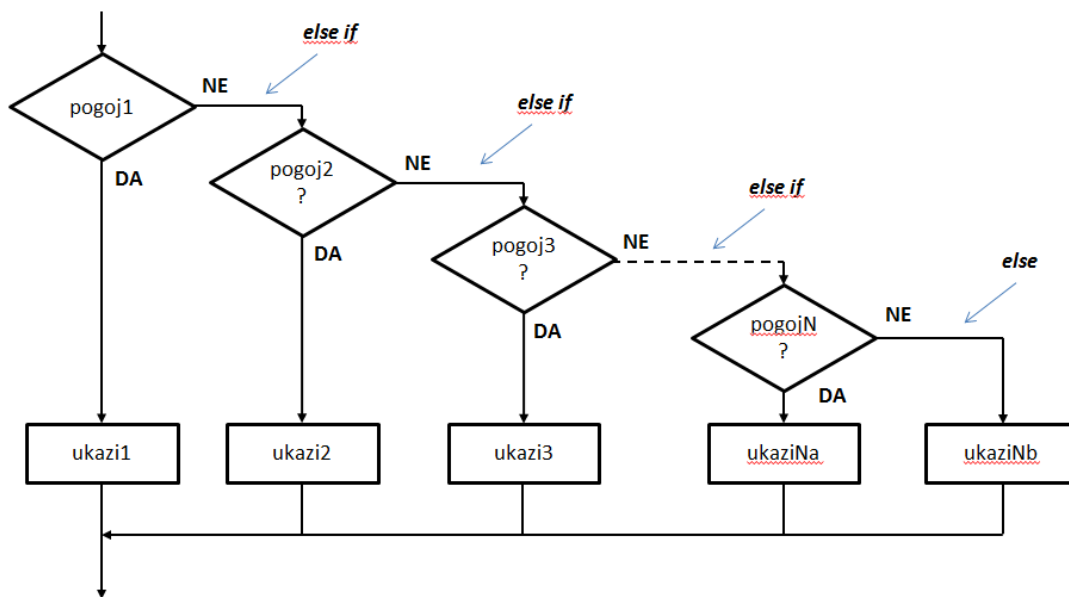 else if
pogoj1
NE
DA
else if
pogoj2
?
NE
DA
else if
pogoj3
?
NE
DA
else
pogojN
?
NE
DA
ukazi1
ukazi2
ukazi3
ukaziNa
ukaziNb